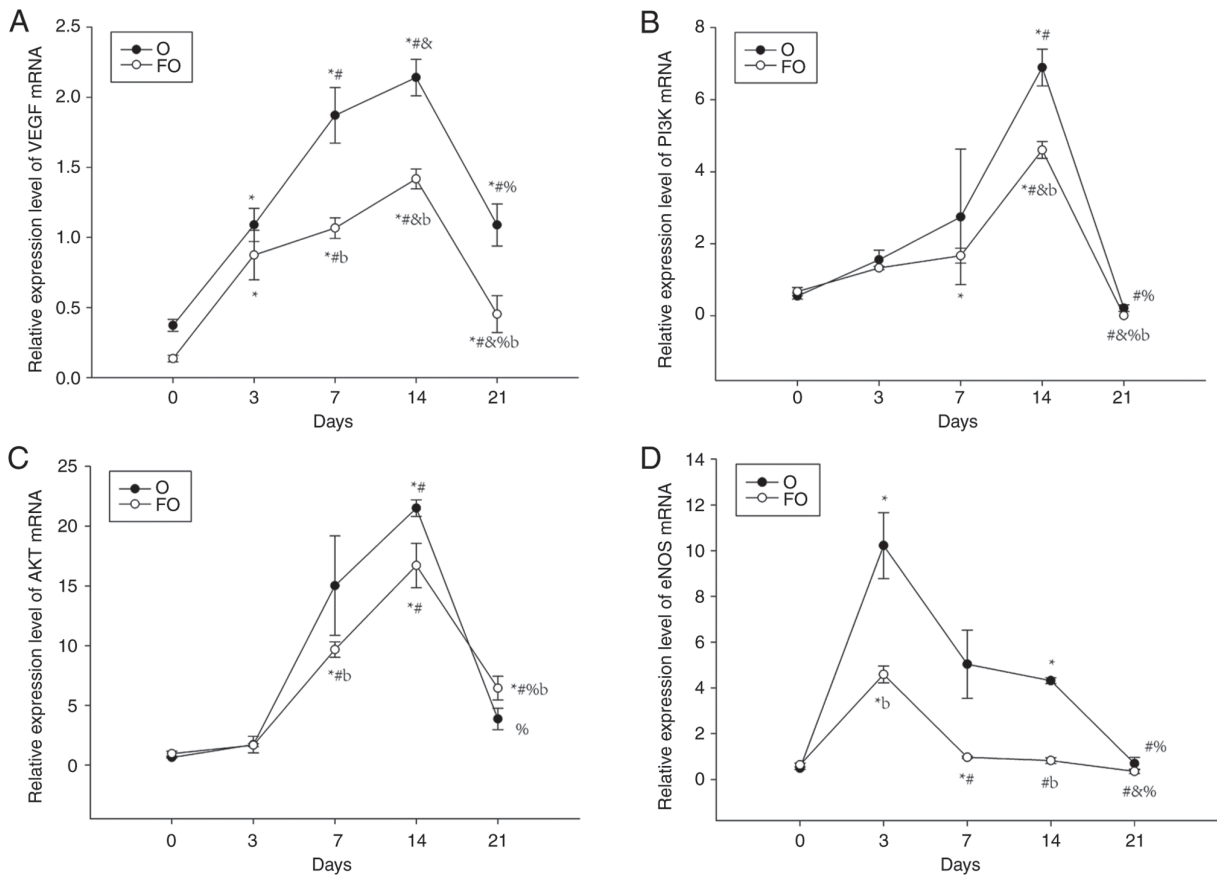 A
Relative expression level of VEGF mRNA
O
FO
2.5
2.0
1.5
1.0
0.5
0.0
*
*
*#
*#b
*#&
*#&b
*#%
*#&%b
0 3 7 14 21
Days
B
Relative expression level of PI3K mRNA
O
FO
8
6
4
2
0
*
*#
*#&b
#%
#&%b
0 3 7 14 21
Days
C
Relative expression level of AKT mRNA
O
FO
25
20
15
10
5
0
*#b
*#
*#
*#%b
%
0 3 7 14 21
Days
D
Relative expression level of eNOS mRNA
O
FO
14
12
10
8
6
4
2
0
*
*b
*#
*
#b
#%
#&%
0 3 7 14 21
Days